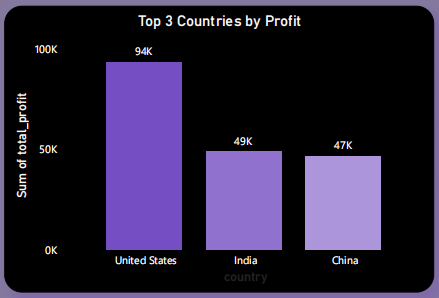 Top 3 Countries by Profit
Sum of total_profit
100K
50K
0K
94K
49K
47K
United States
India
China
country